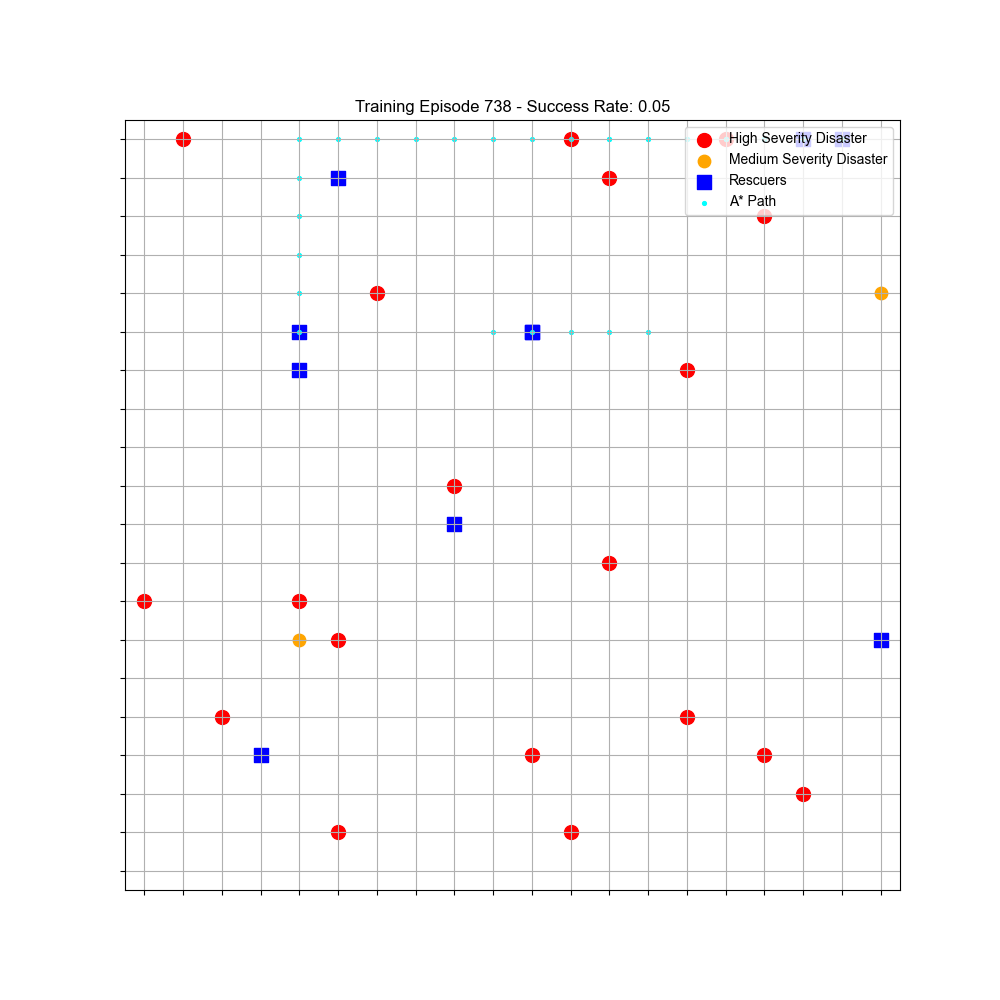 Training Episode 738 - Success Rate: 0.05
High Severity Disaster
Medium Severity Disaster
Rescuers
A* Path